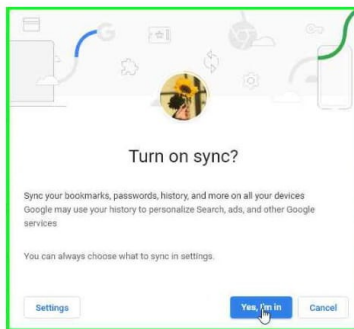 Turn on sync?
Sync your bookmarks, passwords, history, and more on all your devices
Google may use your history to personalize Search, ads, and other Google
services
You can always choose what to sync in settings.
Settings
Yes, I'm in
Cancel